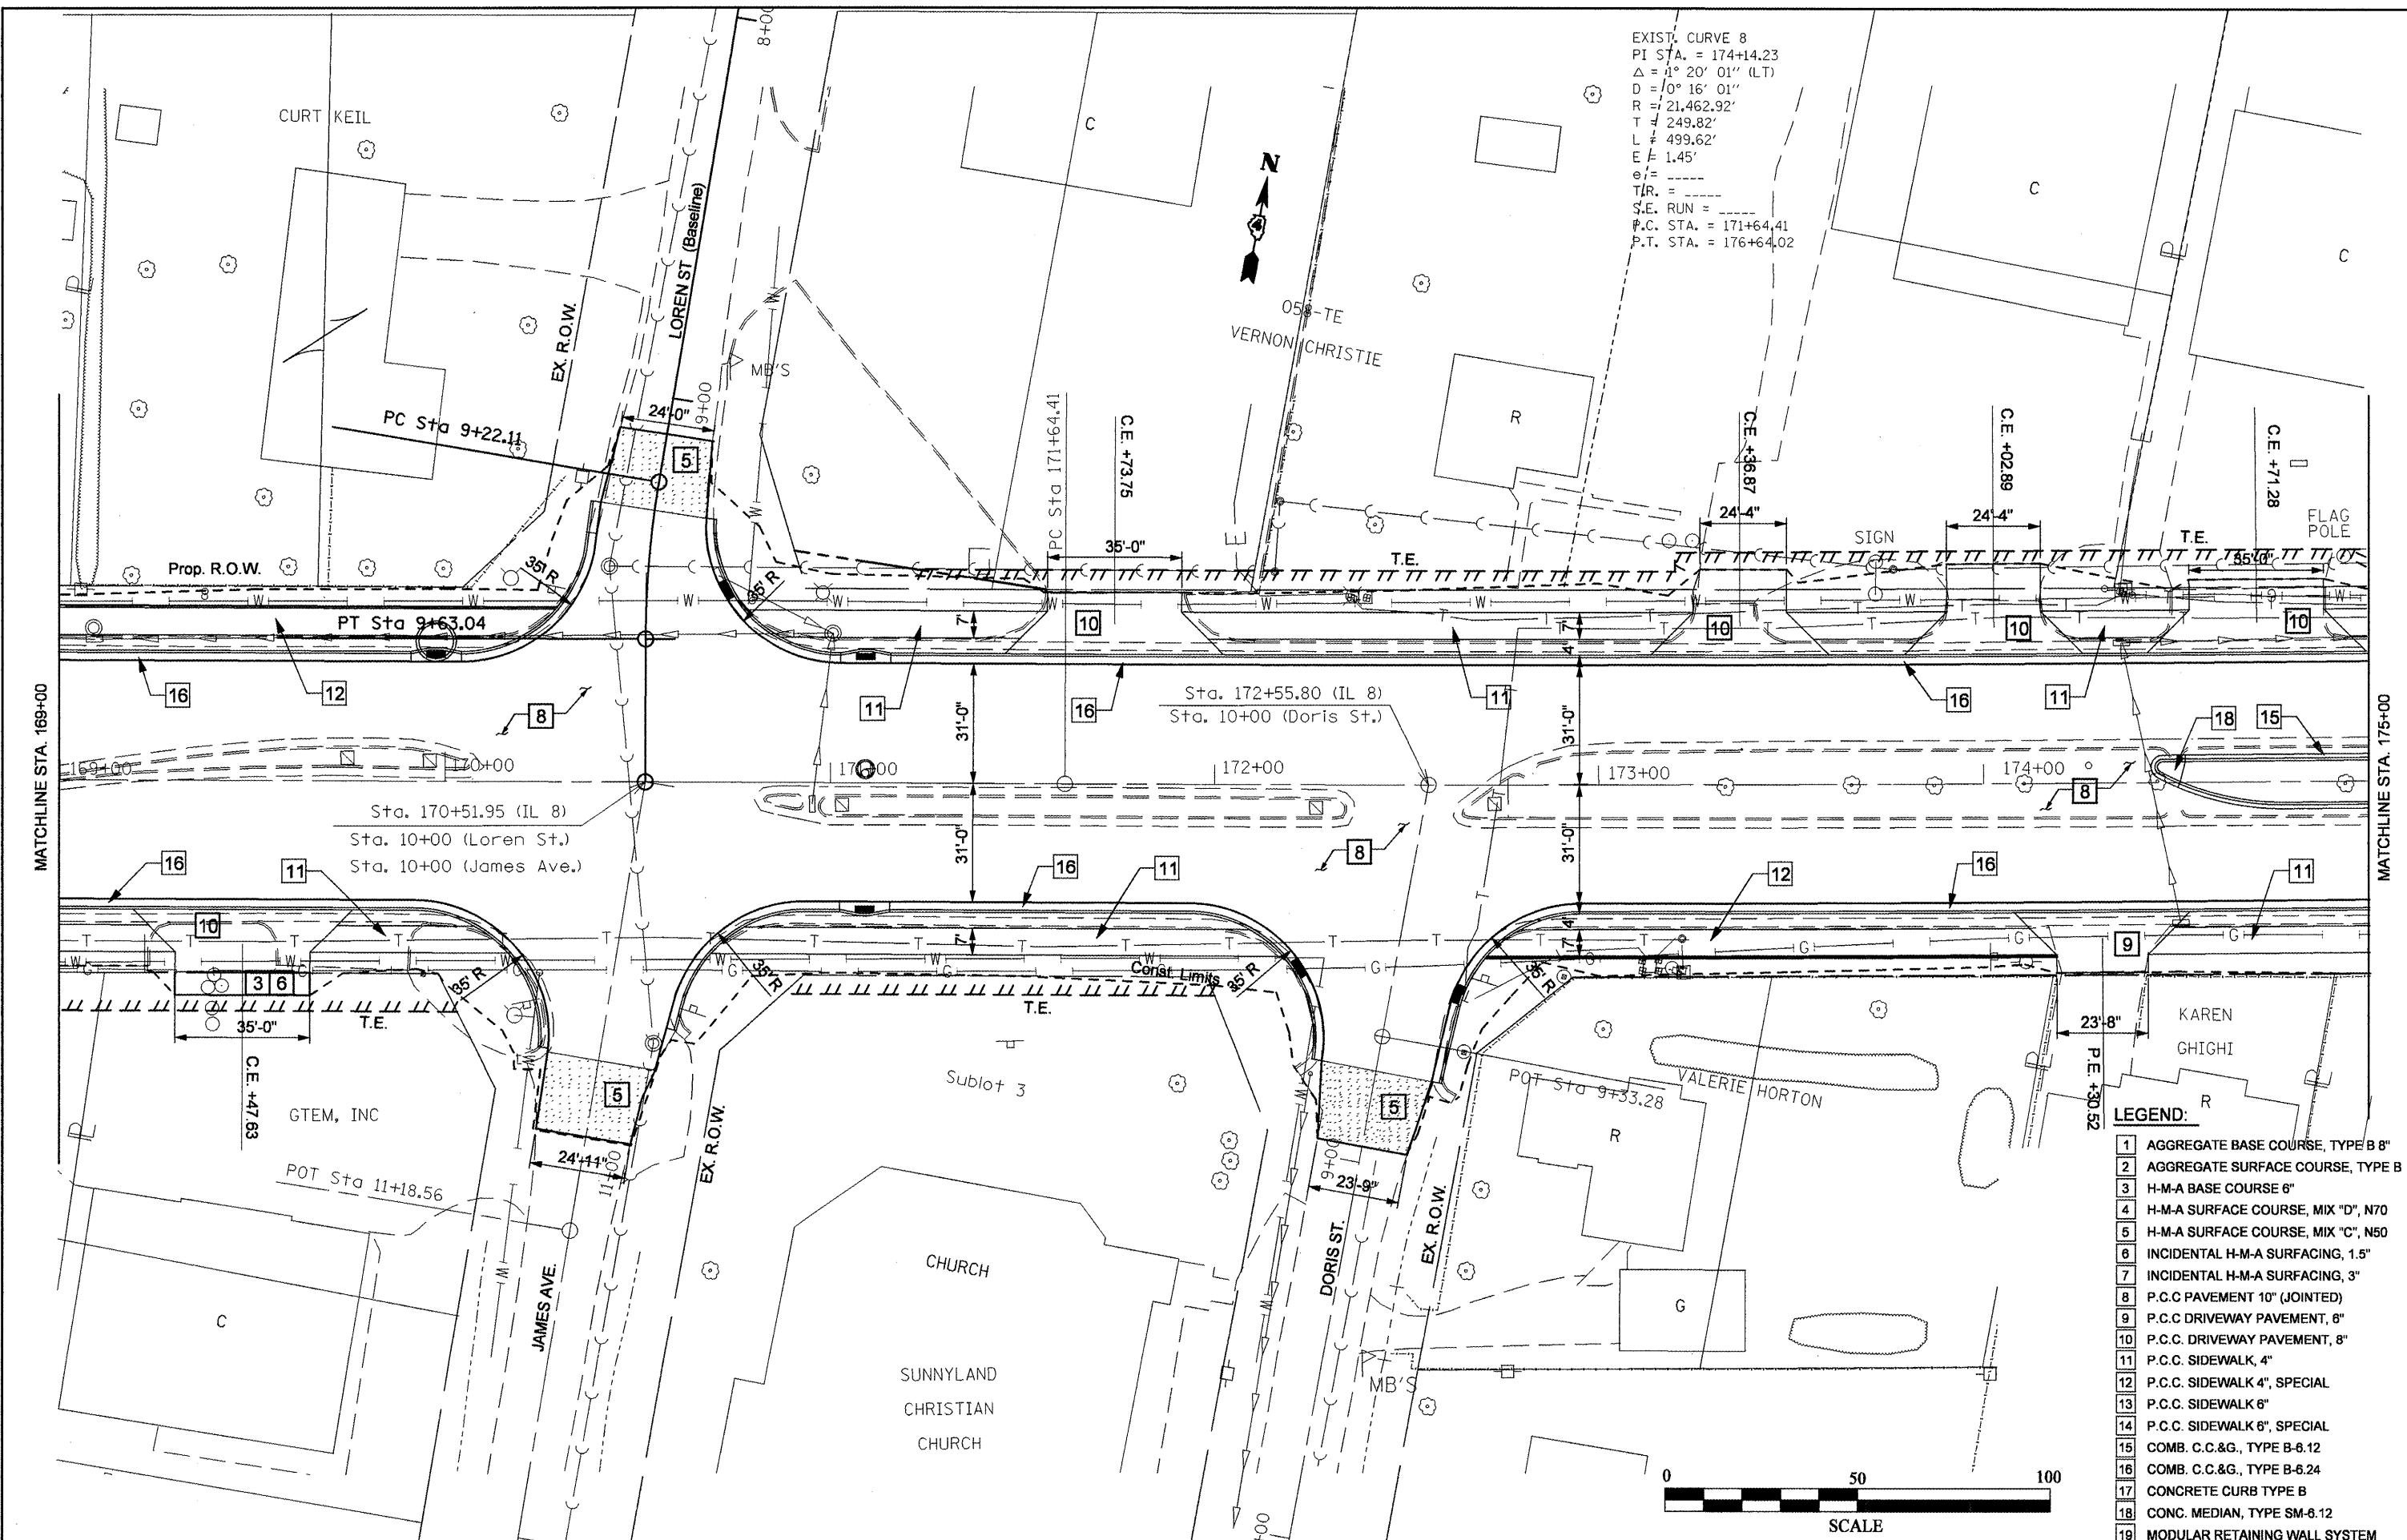 EXIST. CURVE 8
PI STA. = 174+14.23
Δ = 1° 20' 01'' (LT)
D = 0° 16' 01''
R = 21,462.92'
T = 249.82'
L = 499.62'
E = 1.45'
e = -----
T.R. = -----
S.E. RUN = -----
P.C. STA. = 171+64.41
P.T. STA. = 176+64.02
8+00
CURT KEIL
C
C
C
N
4
LOREN ST (Baseline)
EX. R.O.W.
058-TE
VERNON CHRISTIE
MB'S
R
PC Sta 9+22.11
24'-0"
9+00
5
PC Sta 171+64.41
C.E. +73.75
C.E. +36.87
C.E. +02.89
C.E. +71.28
24'-4"
24'-4"
SIGN
FLAG
POLE
T.E.
T.E.
35'-0"
35'-0"
Prop. R.O.W.
35' R
35' R
PT Sta 9+63.04
7'
10
7'
4'
10
10
10
16
12
8
11
16
11
16
11
18
15
31'-0"
31'-0"
Sta. 172+55.80 (IL 8)
Sta. 10+00 (Doris St.)
MATCHLINE STA. 169+00
MATCHLINE STA. 175+00
169+00
170+00
171+00
172+00
173+00
174+00
8
Sta. 170+51.95 (IL 8)
Sta. 10+00 (Loren St.)
Sta. 10+00 (James Ave.)
31'-0"
31'-0"
8
16
11
16
11
12
16
11
10
7'
4'
7'
9
3 6
35' R
35' R
Const. Limits
35' R
35' R
35'-0"
T.E.
T.E.
C.E. +47.63
GTEM, INC
5
24'-11"
11+00
EX. R.O.W.
POT Sta 11+18.56
JAMES AVE.
C
Sublot 3
CHURCH
SUNNYLAND
CHRISTIAN
CHURCH
5
9+00
23'-9"
DORIS ST.
EX. R.O.W.
POT Sta 9+33.28
VALERIE HORTON
R
G
MB'S
23'-8"
P.E. +30.52
KAREN
GHIGHI
R
LEGEND:
1 AGGREGATE BASE COURSE, TYPE B 8"
2 AGGREGATE SURFACE COURSE, TYPE B
3 H-M-A BASE COURSE 6"
4 H-M-A SURFACE COURSE, MIX "D", N70
5 H-M-A SURFACE COURSE, MIX "C", N50
6 INCIDENTAL H-M-A SURFACING, 1.5"
7 INCIDENTAL H-M-A SURFACING, 3"
8 P.C.C PAVEMENT 10" (JOINTED)
9 P.C.C DRIVEWAY PAVEMENT, 6"
10 P.C.C. DRIVEWAY PAVEMENT, 8"
11 P.C.C. SIDEWALK, 4"
12 P.C.C. SIDEWALK 4", SPECIAL
13 P.C.C. SIDEWALK 6"
14 P.C.C. SIDEWALK 6", SPECIAL
15 COMB. C.C.&G., TYPE B-6.12
16 COMB. C.C.&G., TYPE B-6.24
17 CONCRETE CURB TYPE B
18 CONC. MEDIAN, TYPE SM-6.12
19 MODULAR RETAINING WALL SYSTEM
0 50 100
SCALE